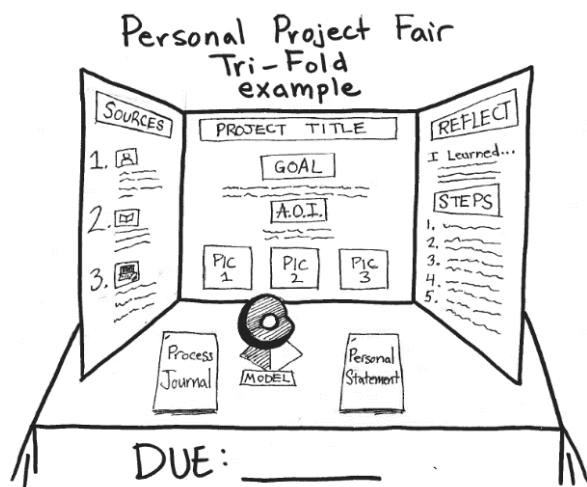 Personal Project Fair
Tri-Fold
example
SOURCES
1.
2.
3.
PROJECT TITLE
GOAL
A.O.I.
PIC
1
PIC
2
PIC
3
REFLECT
I Learned...
STEPS
1.
2.
3.
4.
5.
Process
Journal
MODEL
Personal
Statement
DUE: